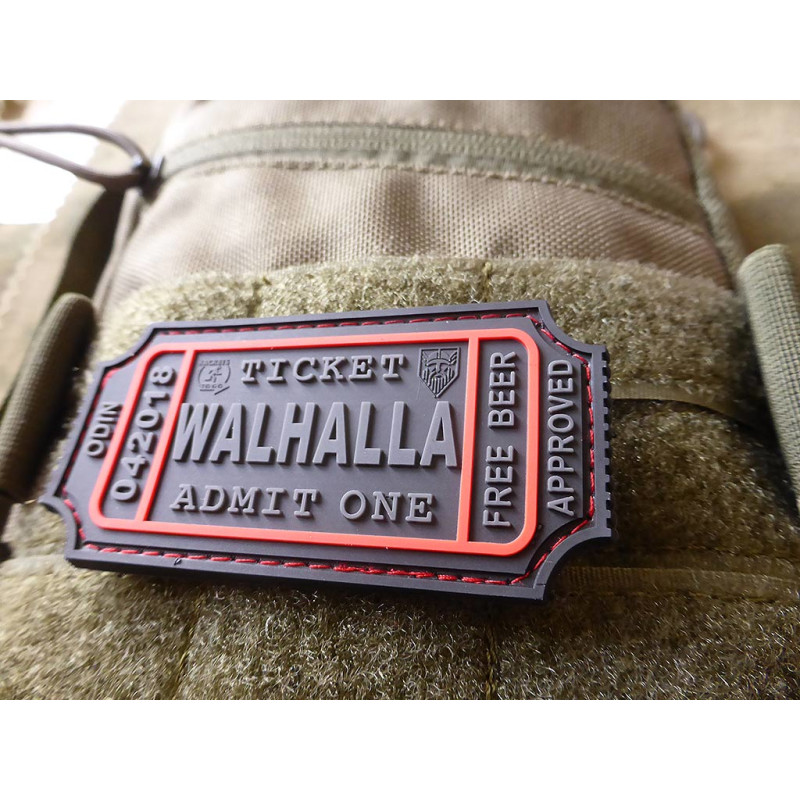 ODIN
042018
TICKET
WALHALLA
ADMIT ONE
FREE BEER
APPROVED